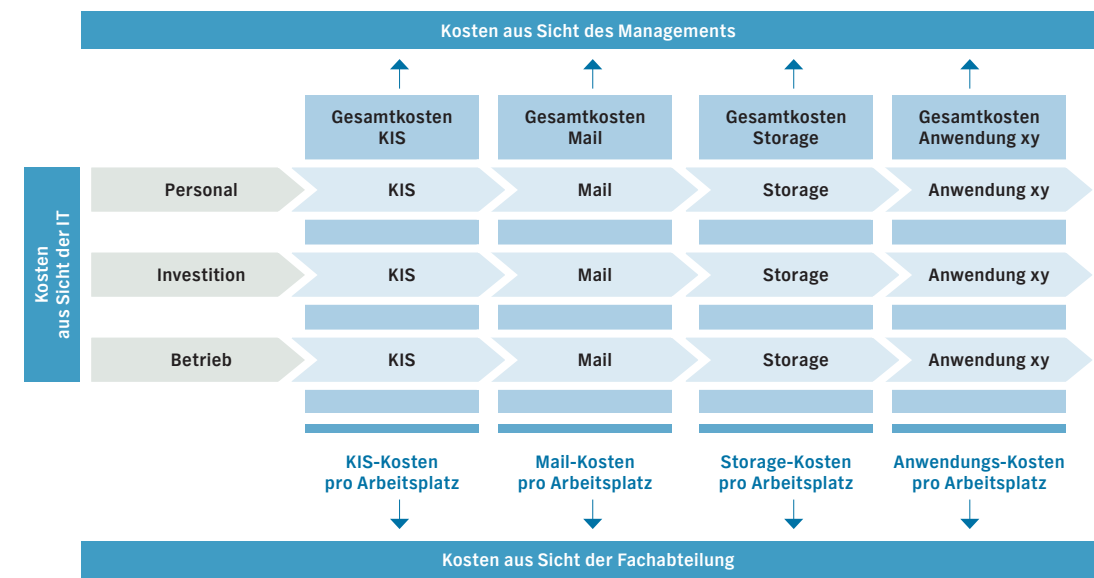 Kosten aus Sicht des Managements
Gesamtkosten
KIS
Gesamtkosten
Mail
Gesamtkosten
Storage
Gesamtkosten
Anwendung xy
Kosten
aus Sicht der IT
Personal
KIS
Mail
Storage
Anwendung xy
Investition
KIS
Mail
Storage
Anwendung xy
Betrieb
KIS
Mail
Storage
Anwendung xy
KIS-Kosten
pro Arbeitsplatz
Mail-Kosten
pro Arbeitsplatz
Storage-Kosten
pro Arbeitsplatz
Anwendungs-Kosten
pro Arbeitsplatz
Kosten aus Sicht der Fachabteilung